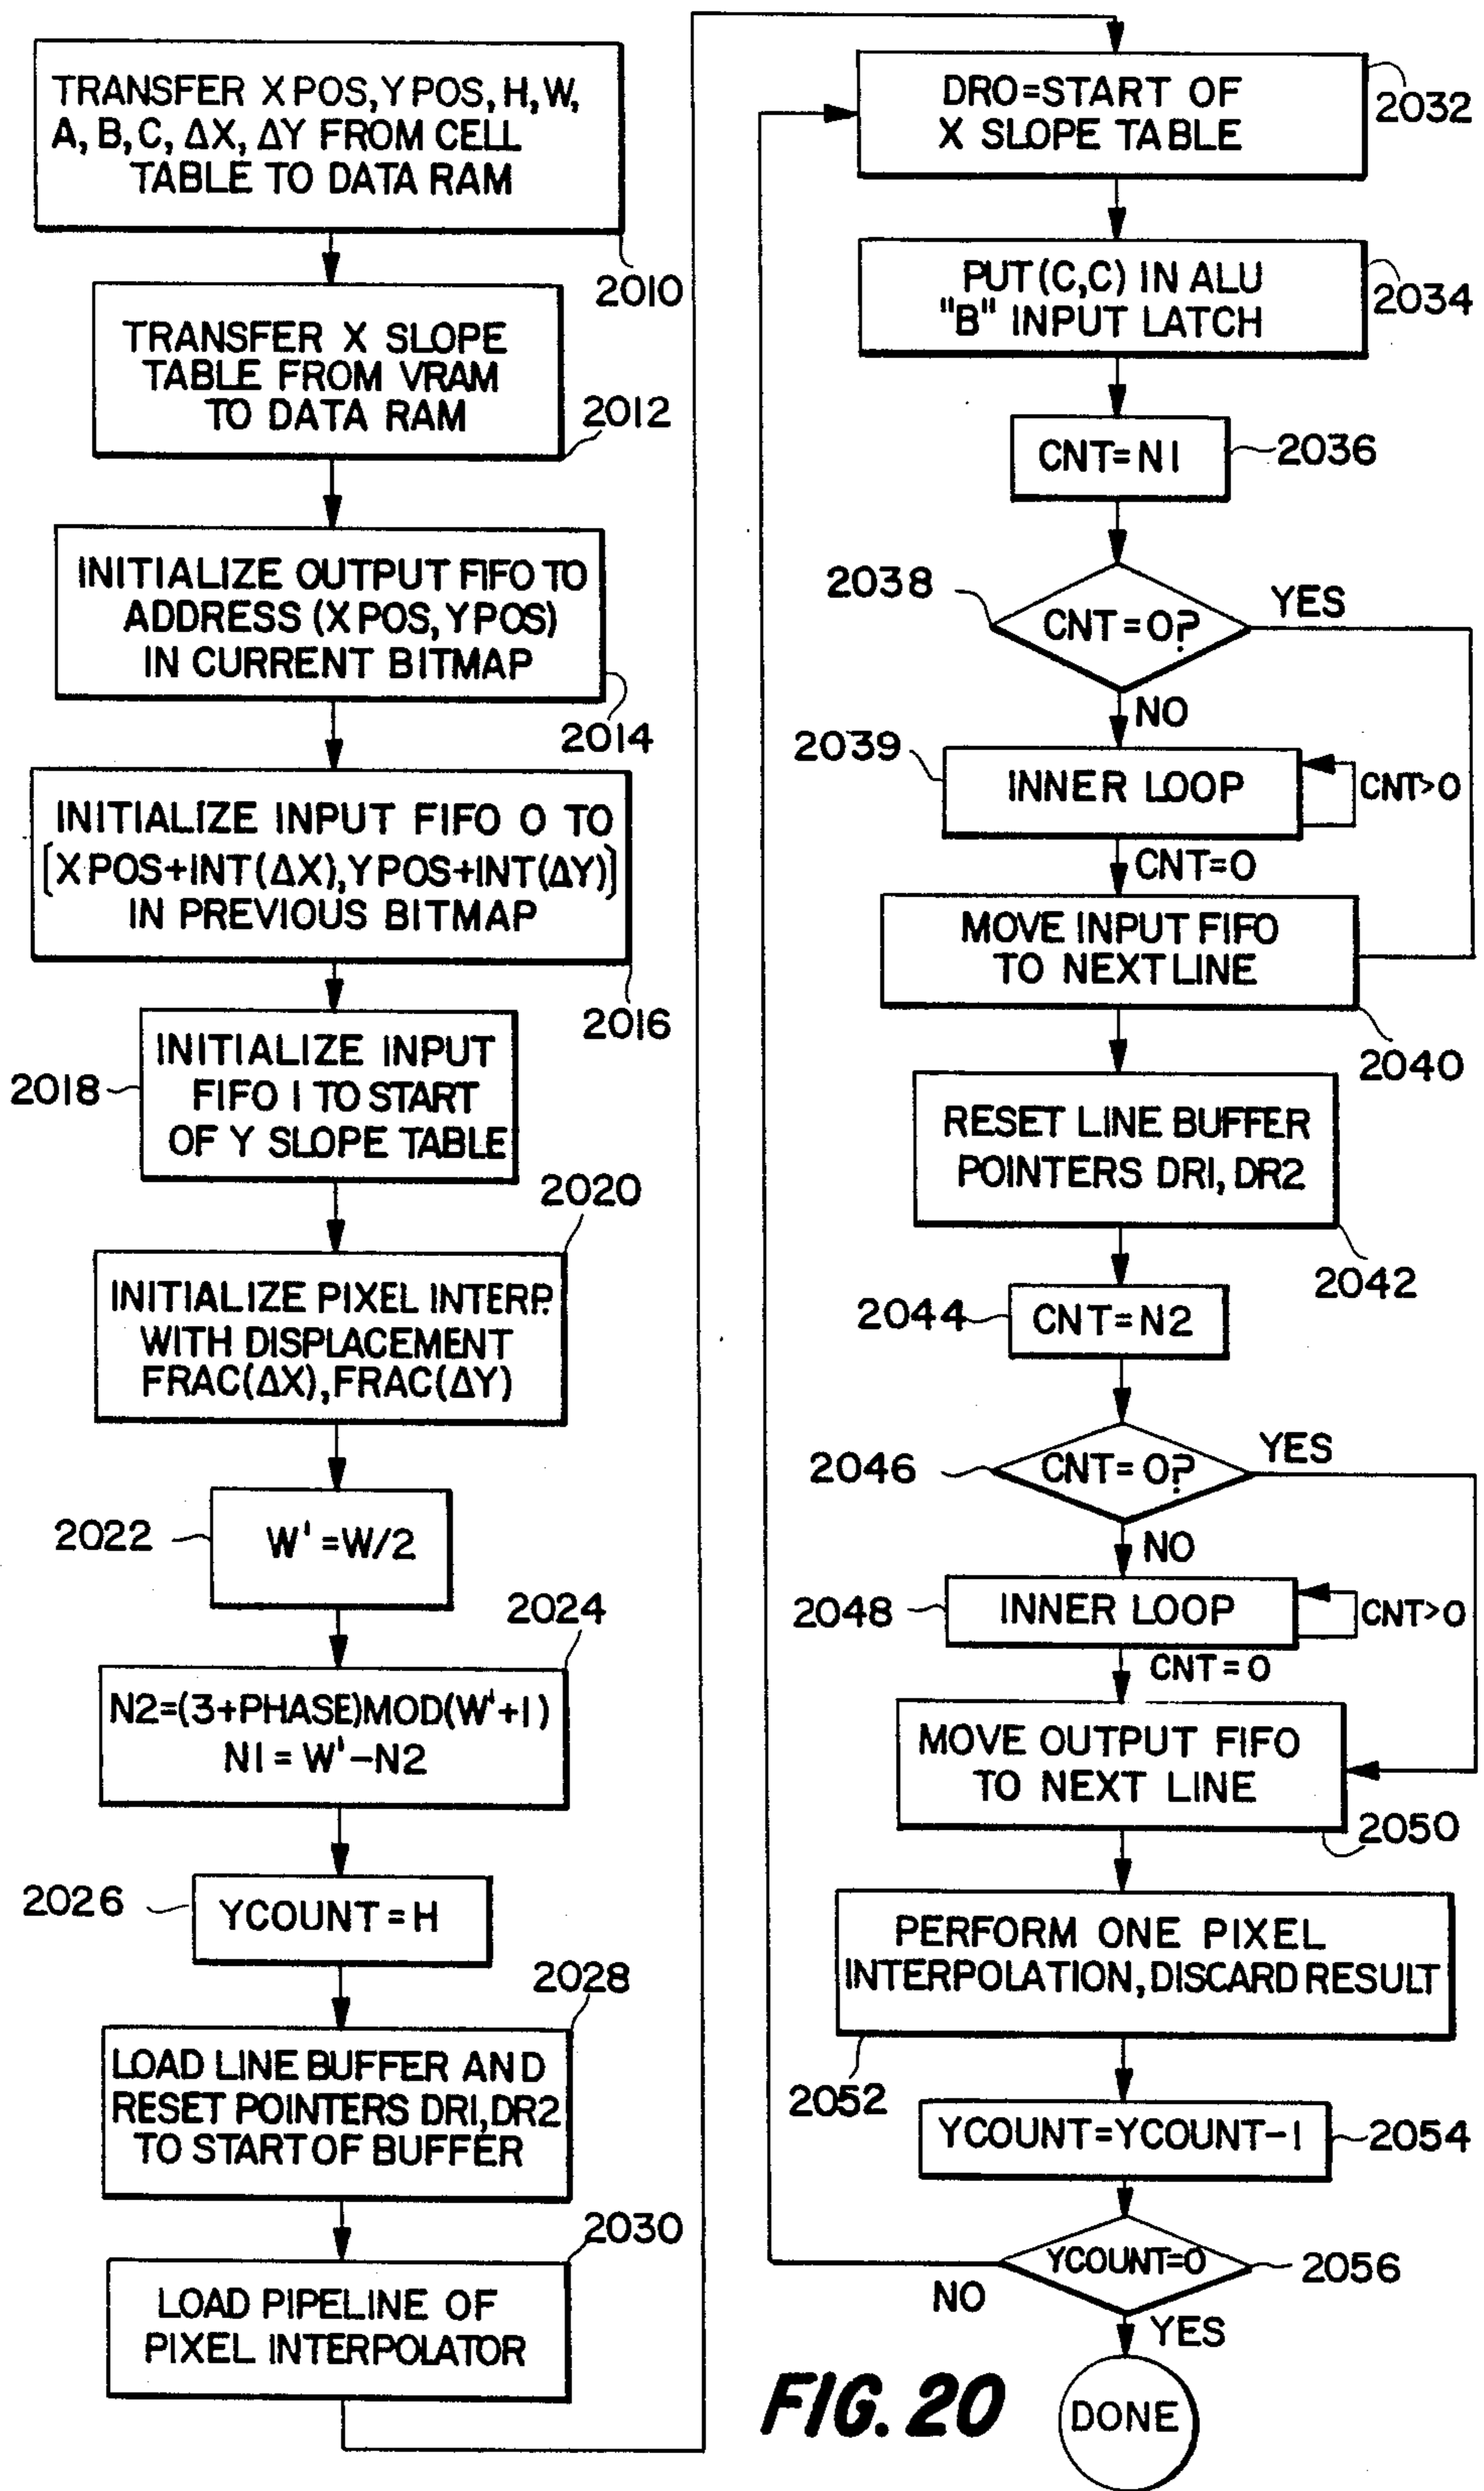 TRANSFER X POS, Y POS, H, W,
A, B, C, ΔX, ΔY FROM CELL
TABLE TO DATA RAM
2010
TRANSFER X SLOPE
TABLE FROM VRAM
TO DATA RAM
2012
INITIALIZE OUTPUT FIFO TO
ADDRESS (X POS, Y POS)
IN CURRENT BITMAP
2014
INITIALIZE INPUT FIFO 0 TO
[X POS+INT(ΔX), Y POS+INT(ΔY)]
IN PREVIOUS BITMAP
2016
2018
INITIALIZE INPUT
FIFO 1 TO START
OF Y SLOPE TABLE
2020
INITIALIZE PIXEL INTERP.
WITH DISPLACEMENT
FRAC(ΔX), FRAC(ΔY)
2022
W' = W/2
2024
N2=(3+PHASE)MOD(W'+1)
N1 = W'-N2
2026
YCOUNT = H
2028
LOAD LINE BUFFER AND
RESET POINTERS DR1, DR2
TO START OF BUFFER
2030
LOAD PIPELINE OF
PIXEL INTERPOLATOR
DR0=START OF
X SLOPE TABLE
2032
PUT (C,C) IN ALU
"B" INPUT LATCH
2034
CNT=N1
2036
2038
CNT=0?
YES
NO
2039
INNER LOOP
CNT>0
CNT=0
MOVE INPUT FIFO
TO NEXT LINE
2040
RESET LINE BUFFER
POINTERS DR1, DR2
2042
2044
CNT=N2
2046
CNT=0?
YES
NO
2048
INNER LOOP
CNT>0
CNT=0
MOVE OUTPUT FIFO
TO NEXT LINE
2050
PERFORM ONE PIXEL
INTERPOLATION, DISCARD RESULT
2052
YCOUNT=YCOUNT-1
2054
YCOUNT=0
2056
NO
YES
DONE
FIG. 20